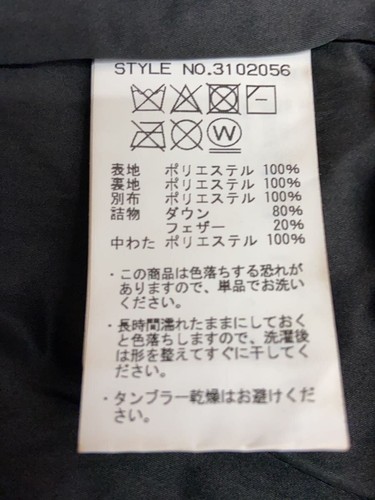 STYLE NO.3102056
W
表地 ポリエステル 100%
裏地 ポリエステル 100%
別布 ポリエステル 100%
詰物 ダウン 80%
フェザー 20%
中わた ポリエステル 100%
・この商品は色落ちする恐れが
ありますので、単品でお洗い
ください。
・長時間濡れたままにしておく
と色落ちしますので、洗濯後
は形を整えてすぐに干してく
ださい。
・タンブラー乾燥はお避けくだ
さい。